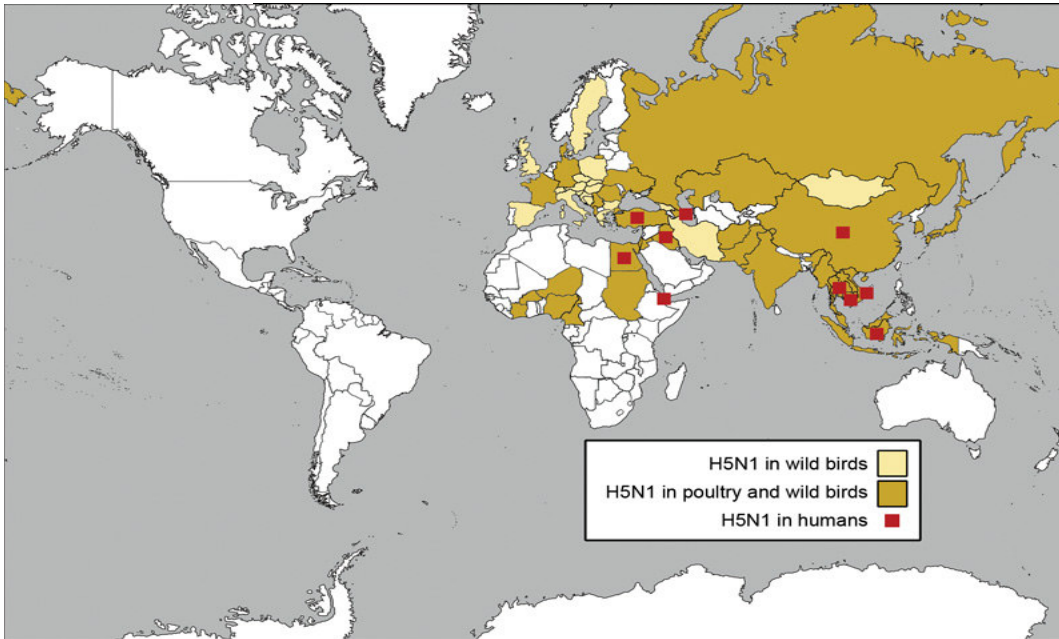 H5N1 in wild birds
H5N1 in poultry and wild birds
H5N1 in humans